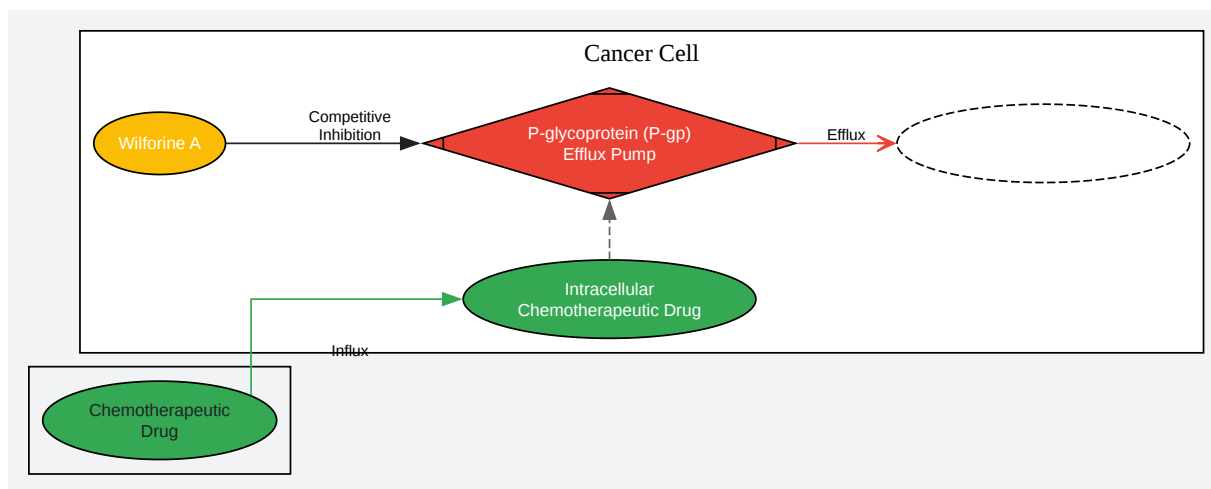 Cancer Cell
Wilforine A
Competitive
Inhibition
P-glycoprotein (P-gp)
Efflux Pump
Efflux
Intracellular
Chemotherapeutic Drug
Influx
Chemotherapeutic
Drug